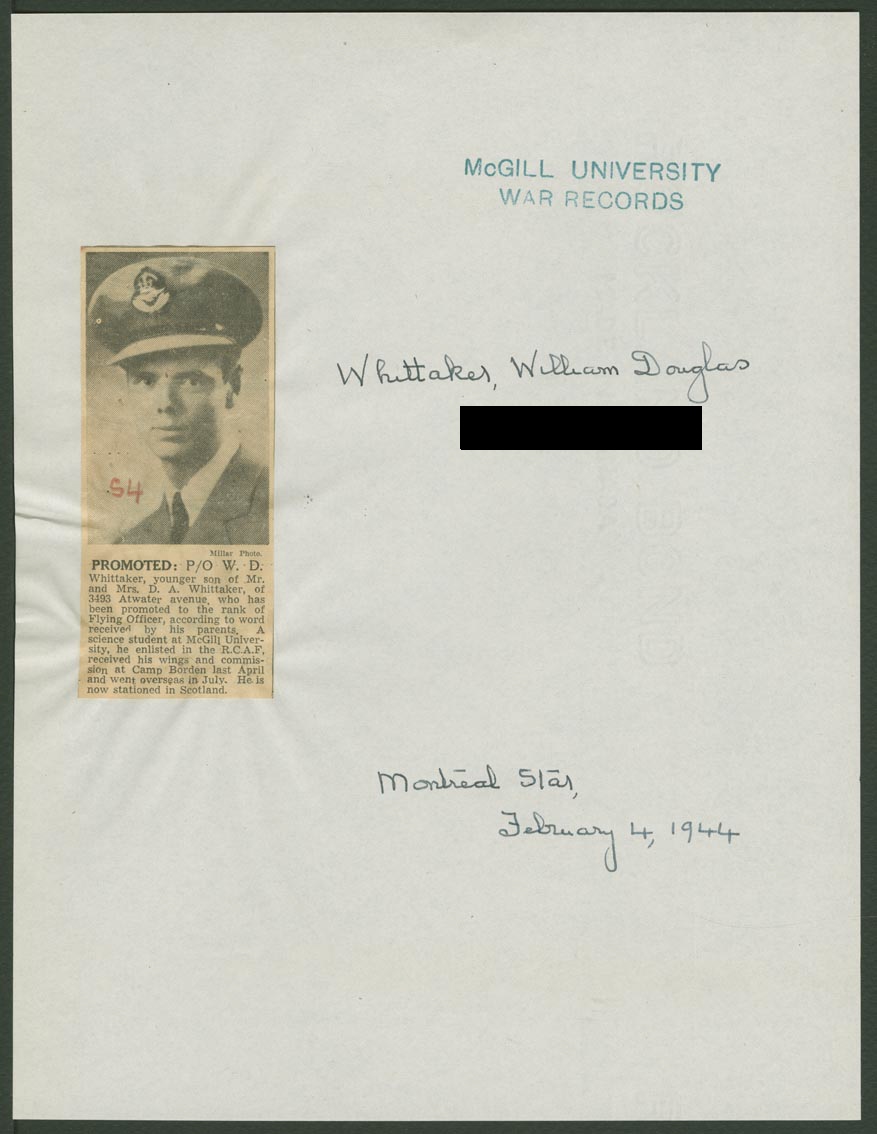 McGILL UNIVERSITY
WAR RECORDS
Whittaker, William Douglas
54
Millar Photo.
PROMOTED: P/O W. D.
Whittaker, younger son of Mr.
and Mrs. D. A. Whittaker, of
3493 Atwater avenue, who has
been promoted to the rank of
Flying Officer, according to word
received by his parents. A
science student at McGill Univer-
sity, he enlisted in the R.C.A.F,
received his wings and commis-
sion at Camp Borden last April
and went overseas in July. He is
now stationed in Scotland.
Montreal Star,
February 4, 1944